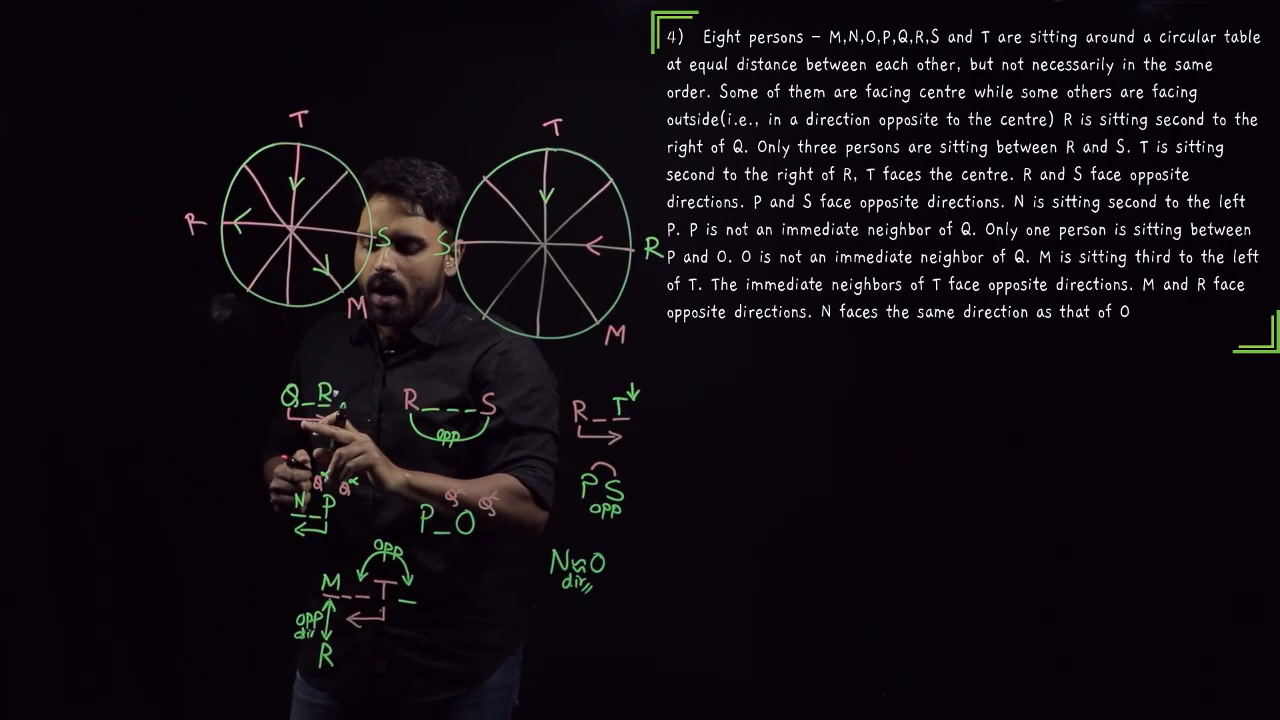 4) Eight persons – M,N,O,P,Q,R,S and T are sitting around a circular table
at equal distance between each other, but not necessarily in the same
order. Some of them are facing centre while some others are facing
outside(i.e., in a direction opposite to the centre) R is sitting second to the
right of Q. Only three persons are sitting between R and S. T is sitting
second to the right of R, T faces the centre. R and S face opposite
directions. P and S face opposite directions. N is sitting second to the left
P. P is not an immediate neighbor of Q. Only one person is sitting between
P and O. O is not an immediate neighbor of Q. M is sitting third to the left
of T. The immediate neighbors of T face opposite directions. M and R face
opposite directions. N faces the same direction as that of O
T
R
S
M
T
S
R
M
Q _ R
R _ _ _ S
opp
R _ T
P S
opp
Q Q
N _ P
Q Q
P _ O
N O
dir
opp
M _ _ T _
opp
dir
R